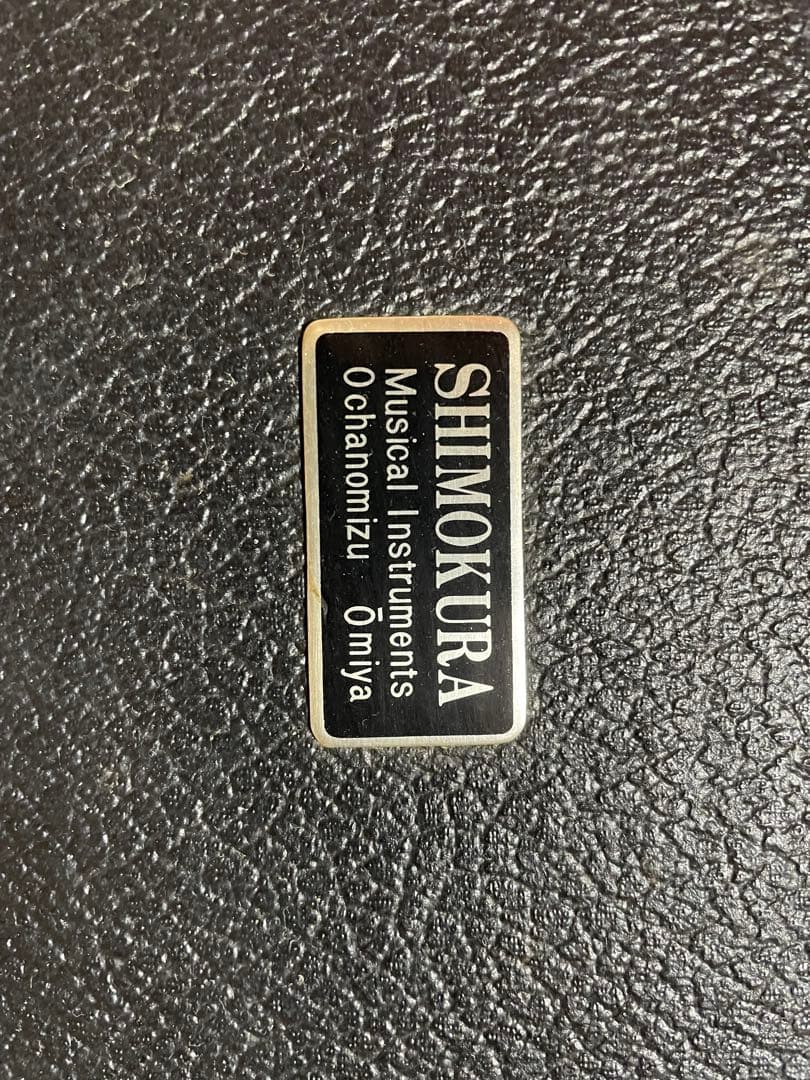 SHIMOKURA
Musical Instruments
Ochanomizu Ōmiya